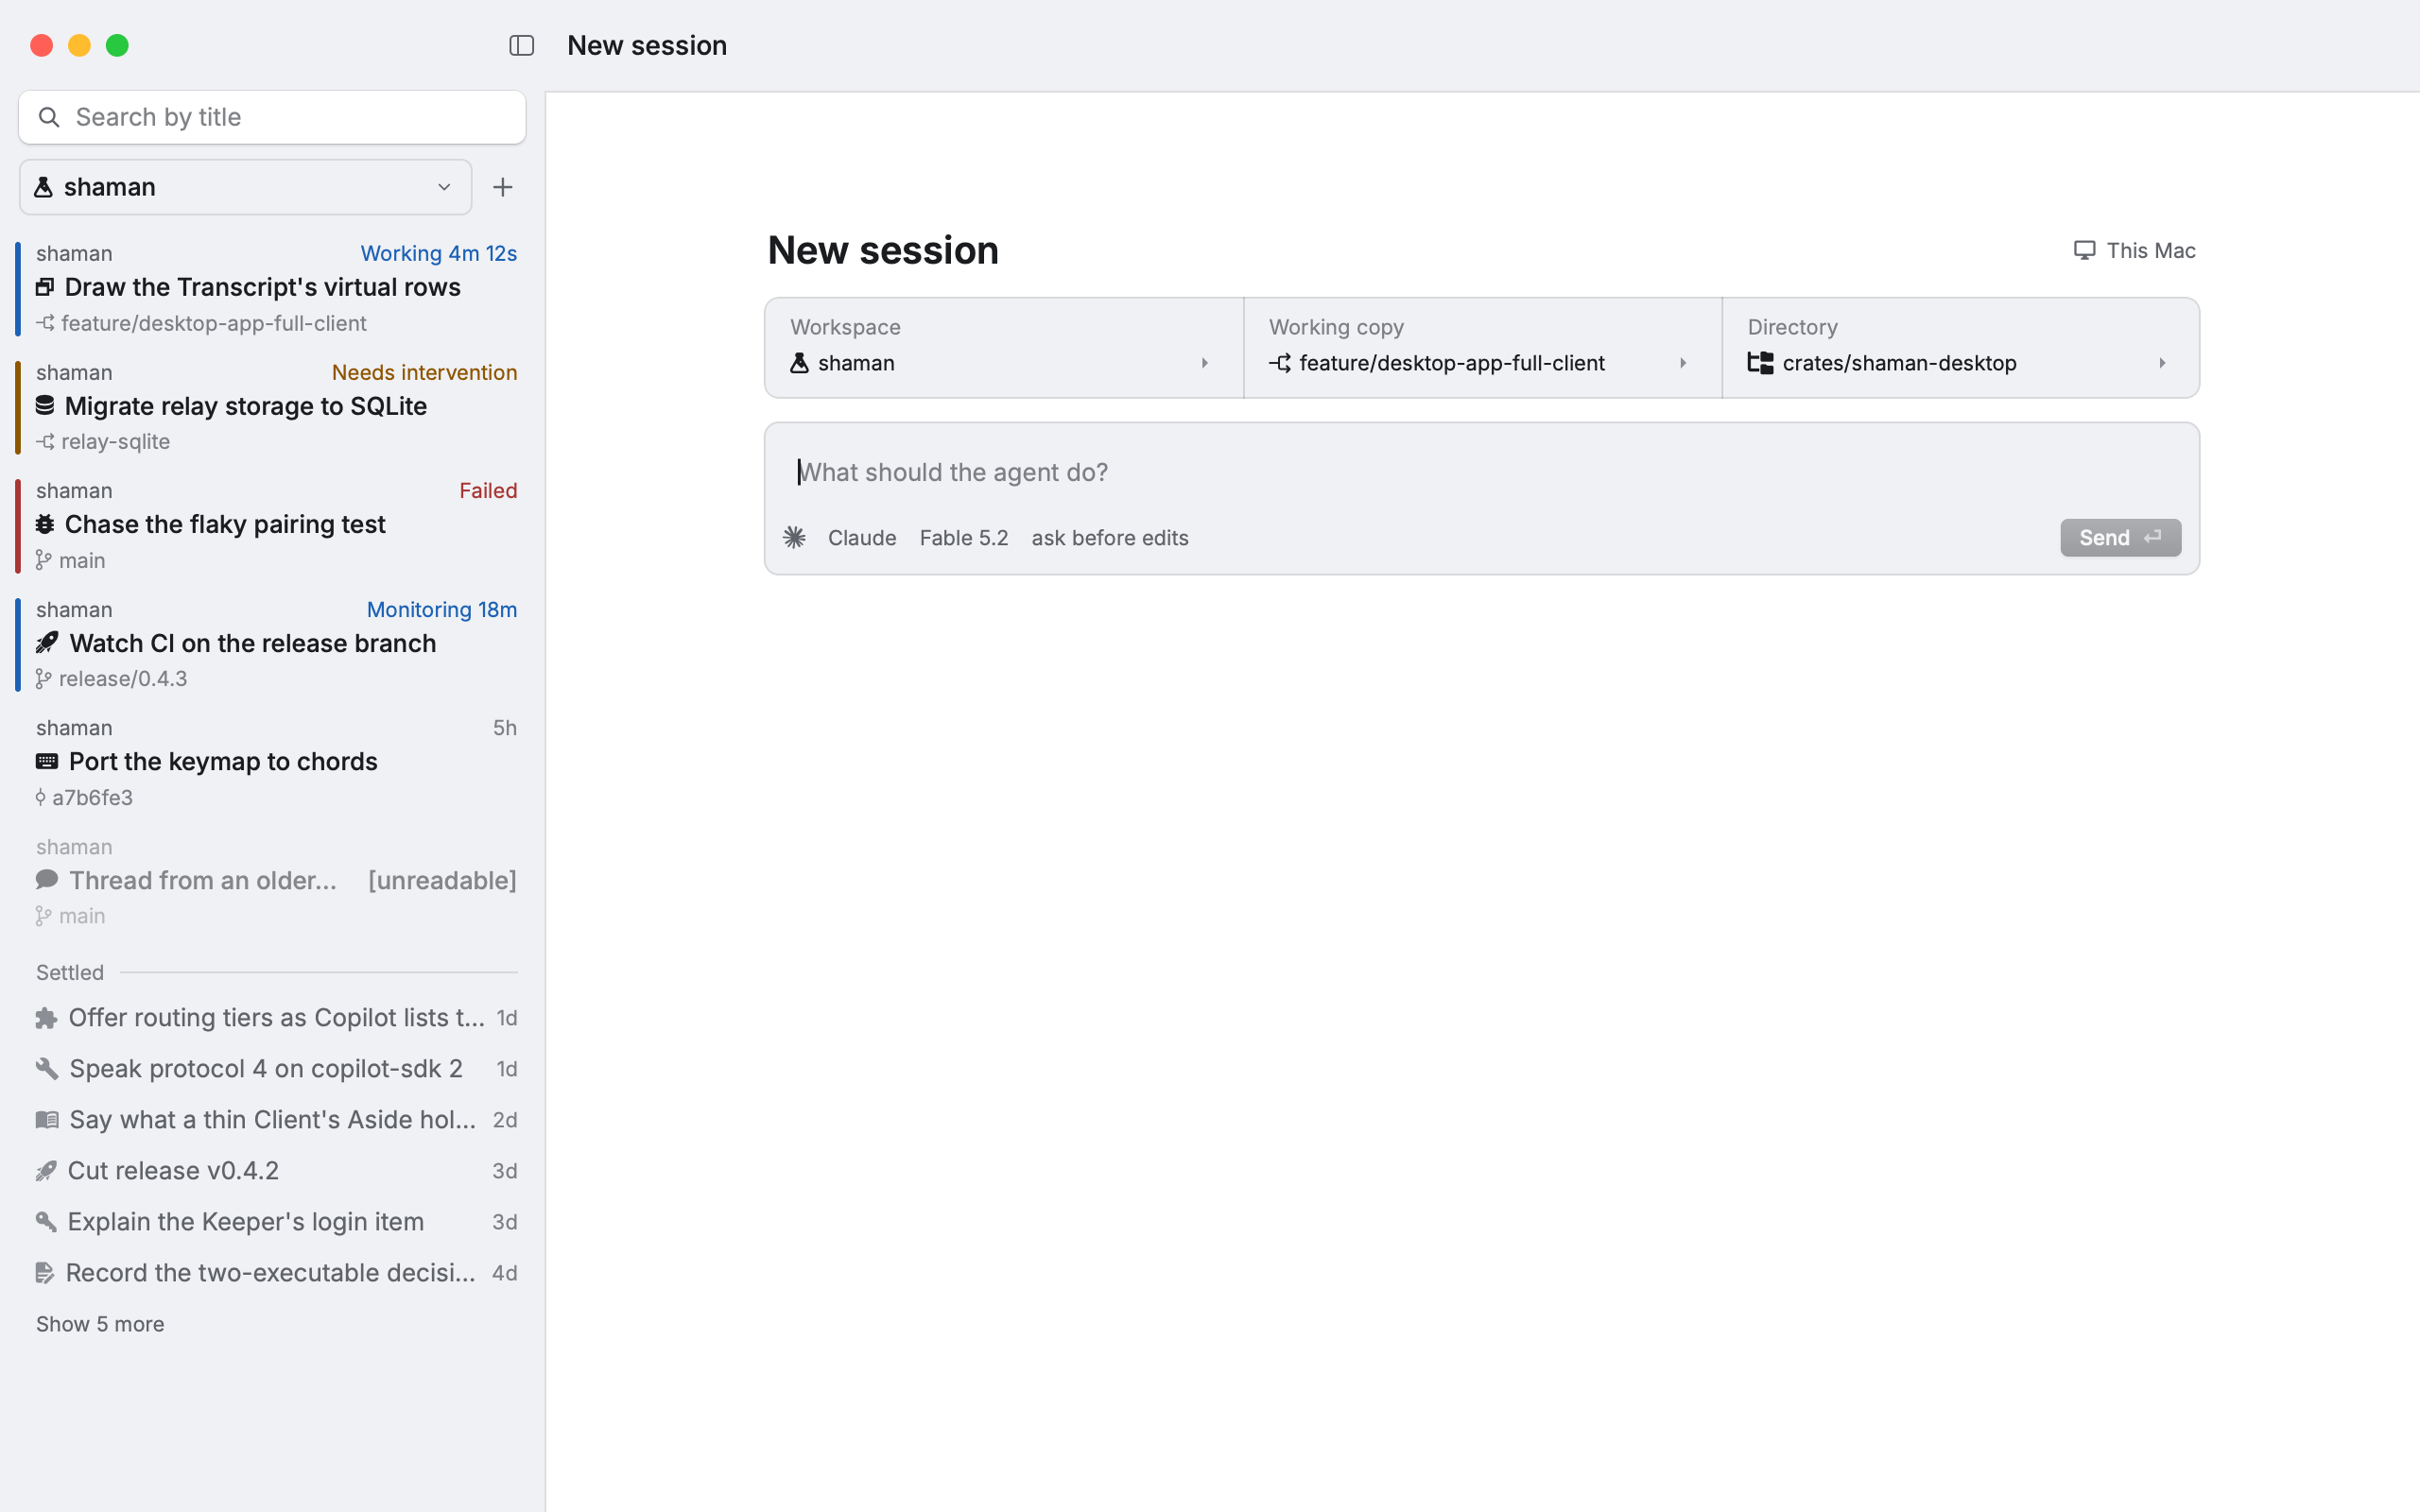 New session
Search by title
shaman
shaman Working 4m 12s
Draw the Transcript's virtual rows
feature/desktop-app-full-client
shaman Needs intervention
Migrate relay storage to SQLite
relay-sqlite
shaman Failed
Chase the flaky pairing test
main
shaman Monitoring 18m
Watch CI on the release branch
release/0.4.3
shaman 5h
Port the keymap to chords
a7b6fe3
shaman
Thread from an older... [unreadable]
main
Settled
Offer routing tiers as Copilot lists t... 1d
Speak protocol 4 on copilot-sdk 2 1d
Say what a thin Client's Aside hol... 2d
Cut release v0.4.2 3d
Explain the Keeper's login item 3d
Record the two-executable decisi... 4d
Show 5 more
New session This Mac
Workspace Working copy Directory
shaman feature/desktop-app-full-client crates/shaman-desktop
What should the agent do?
Claude Fable 5.2 ask before edits Send